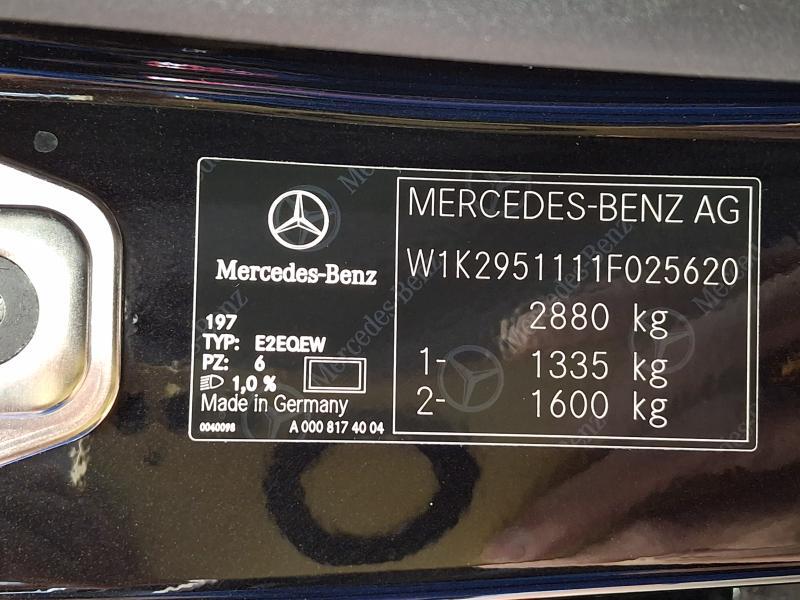 Mercedes-Benz
197
TYP: E2EQEW
PZ: 6
1,0 %
Made in Germany
0040098
A 000 817 40 04
MERCEDES-BENZ AG
W1K2951111F025620
2880 kg
1- 1335 kg
2- 1600 kg